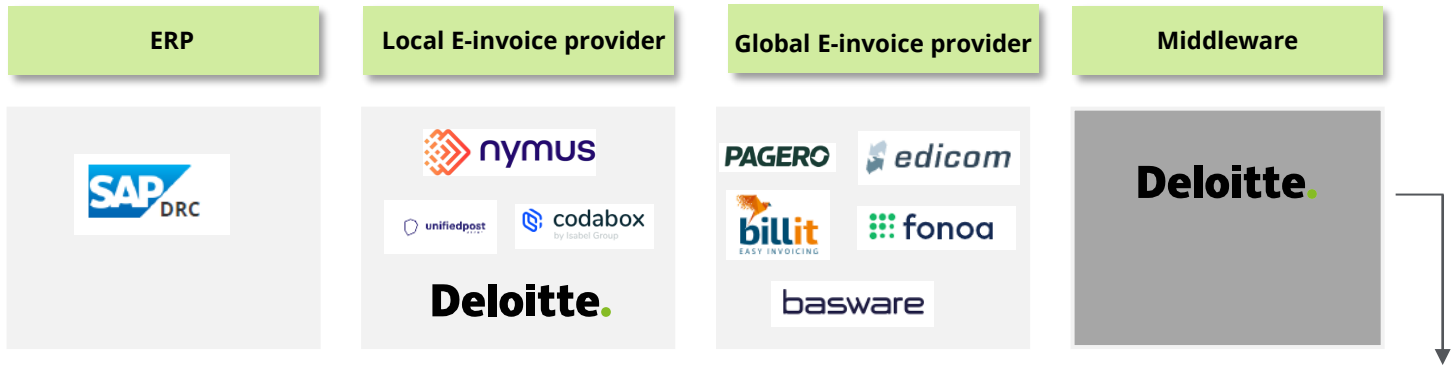 ERP
Local E-invoice provider
Global E-invoice provider
Middleware
SAP
DRC
nymus
unifiedpost
codabox
by Isabel Group
Deloitte.
PAGERO
edicom
billit
EASY INVOICING
fonoa
basware
Deloitte.